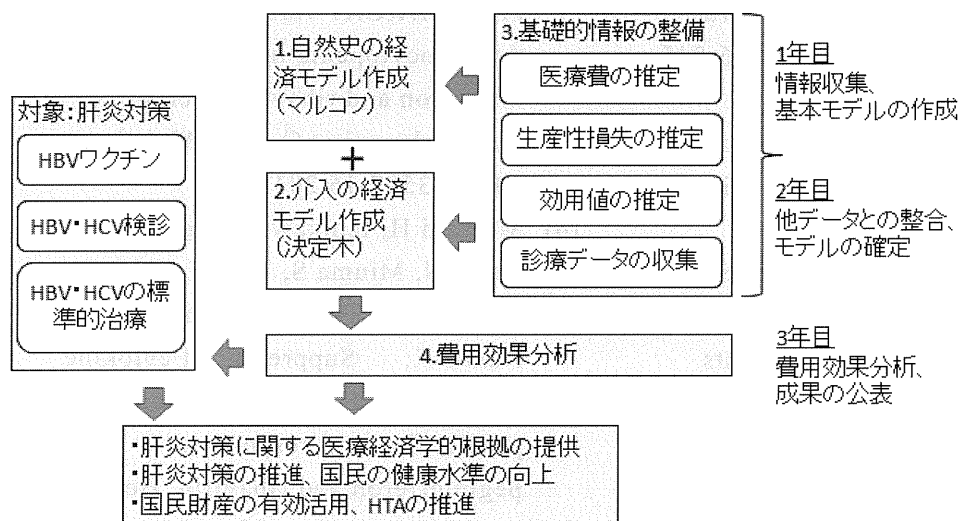 対象:肝炎対策
HBVワクチン
HBV・HCV検診
HBV・HCVの標
準的治療
1.自然史の経
済モデル作成
(マルコフ)
+
2.介入の経済
モデル作成
(決定木)
3.基礎的情報の整備
医療費の推定
生産性損失の推定
効用値の推定
診療データの収集
1年目
情報収集、
基本モデルの作成
2年目
他データとの整合、
モデルの確定
4.費用効果分析
3年目
費用効果分析、
成果の公表
・肝炎対策に関する医療経済学的根拠の提供
・肝炎対策の推進、国民の健康水準の向上
・国民財産の有効活用、HTAの推進